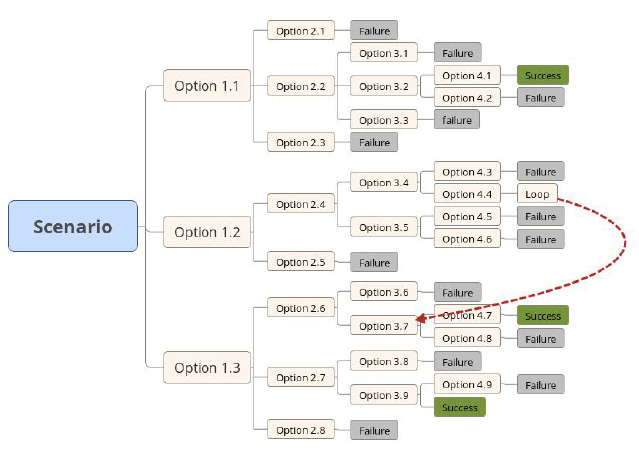 Scenario
Option 1.1
Option 2.1
Failure
Option 2.2
Option 3.1
Failure
Option 3.2
Option 4.1
Success
Option 4.2
Failure
Option 3.3
failure
Option 2.3
Failure
Option 1.2
Option 2.4
Option 3.4
Option 4.3
Failure
Option 4.4
Loop
Option 3.5
Option 4.5
Failure
Option 4.6
Failure
Option 2.5
Failure
Option 1.3
Option 2.6
Option 3.6
Failure
Option 3.7
Option 4.7
Success
Option 4.8
Failure
Option 2.7
Option 3.8
Failure
Option 3.9
Option 4.9
Failure
Success
Option 2.8
Failure